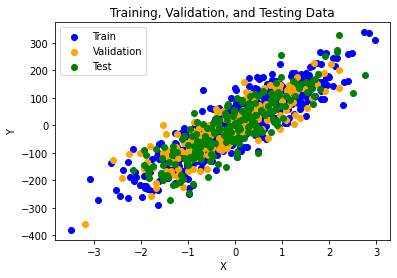 Training, Validation, and Testing Data
Train
Validation
Test
Y
300
200
100
0
−100
−200
−300
−400
−3
−2
−1
0
1
2
3
X